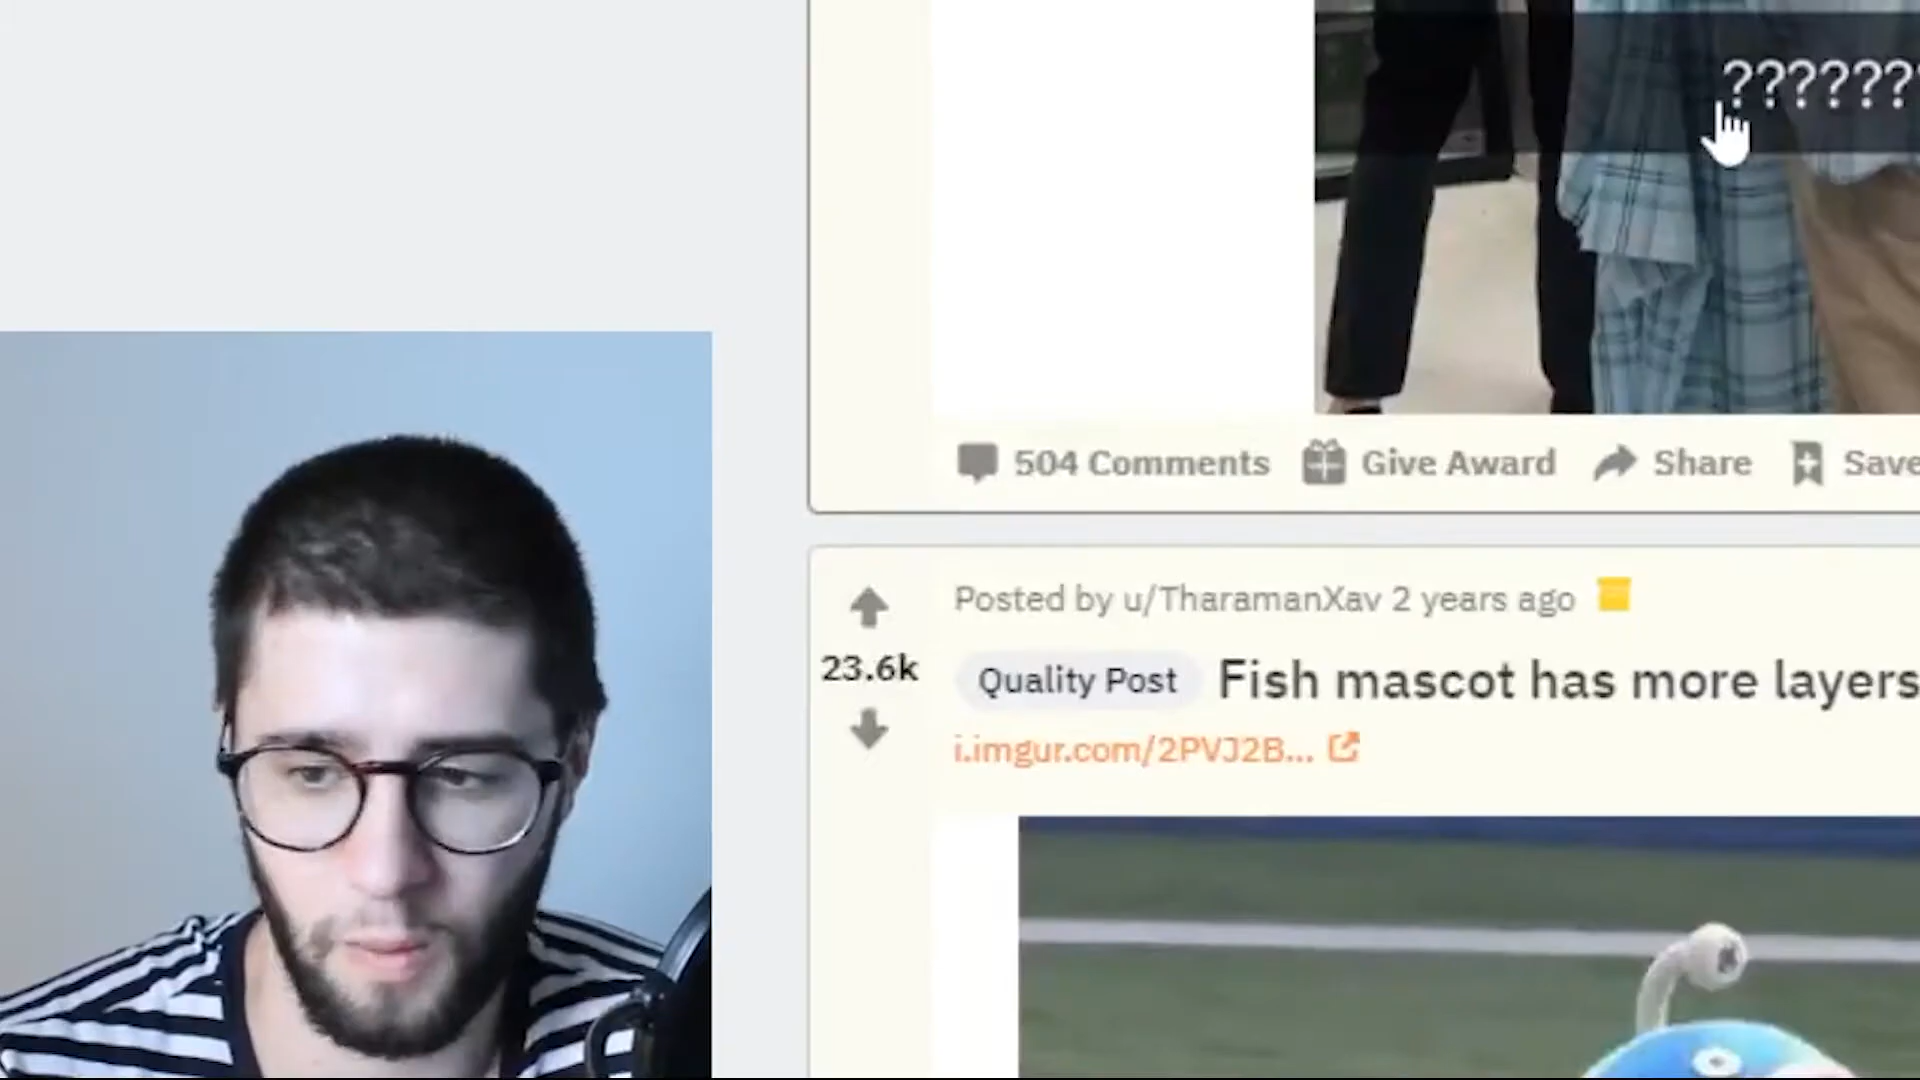 ??????
504 Comments Give Award Share Save
Posted by u/TharamanXav 2 years ago
23.6k
Quality Post Fish mascot has more layers
i.imgur.com/2PVJ2B...